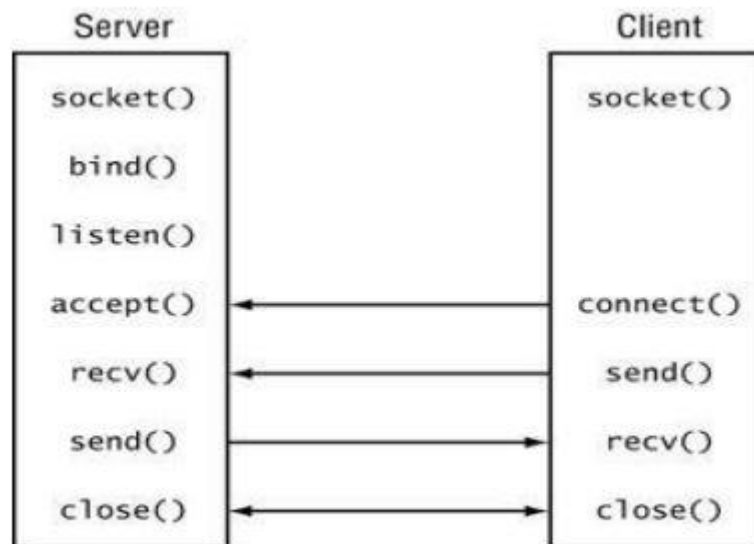 Server
Client
socket()
socket()
bind()
listen()
accept()
connect()
recv()
send()
send()
recv()
close()
close()